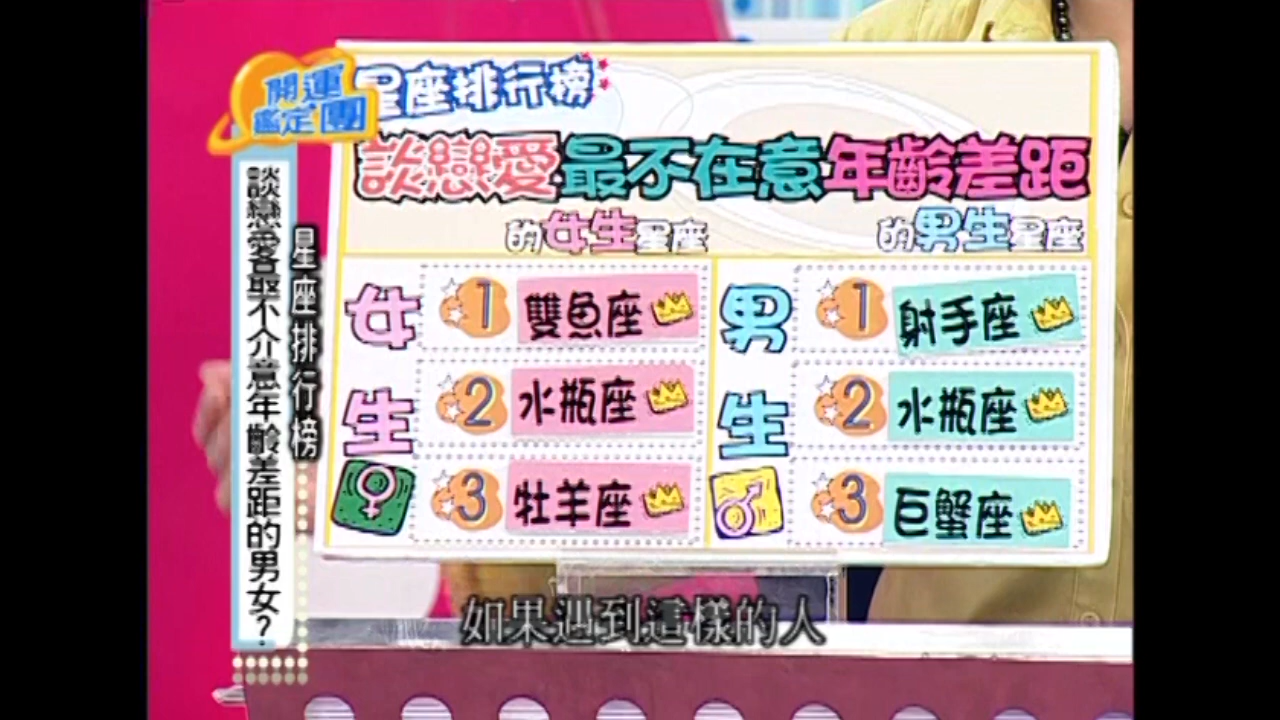 開運
鑑定團
星座排行榜
談戀愛最不在意年齡差距
的女生星座
的男生星座
女生
1 雙魚座
2 水瓶座
3 牡羊座
男生
1 射手座
2 水瓶座
3 巨蟹座
星座排行榜
談戀愛最不介意年齡差距的男女?
如果遇到這樣的人